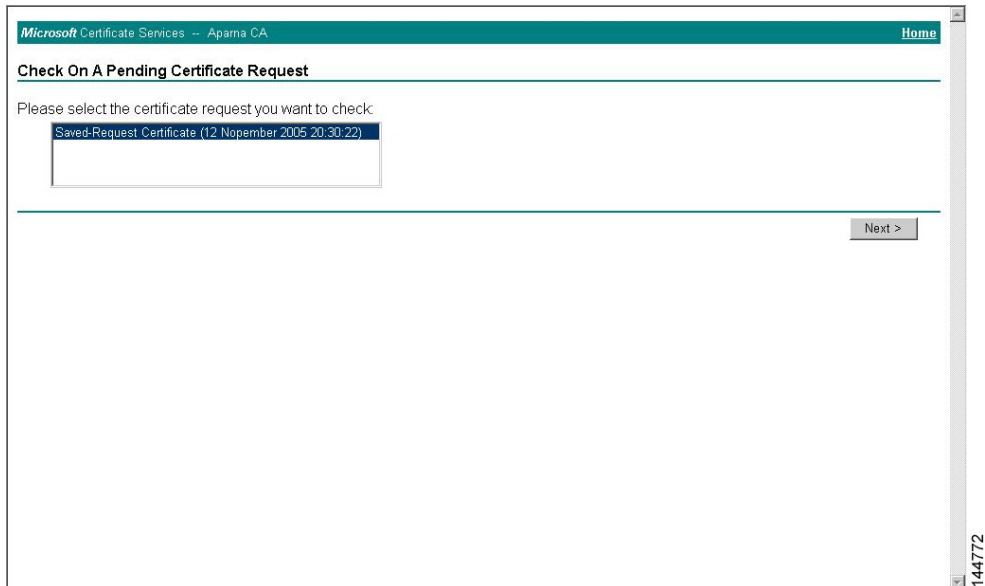 Microsoft Certificate Services -- Aparna CA Home
Check On A Pending Certificate Request
Please select the certificate request you want to check:
Saved-Request Certificate (12 Nopember 2005 20:30:22)
Next >
144772